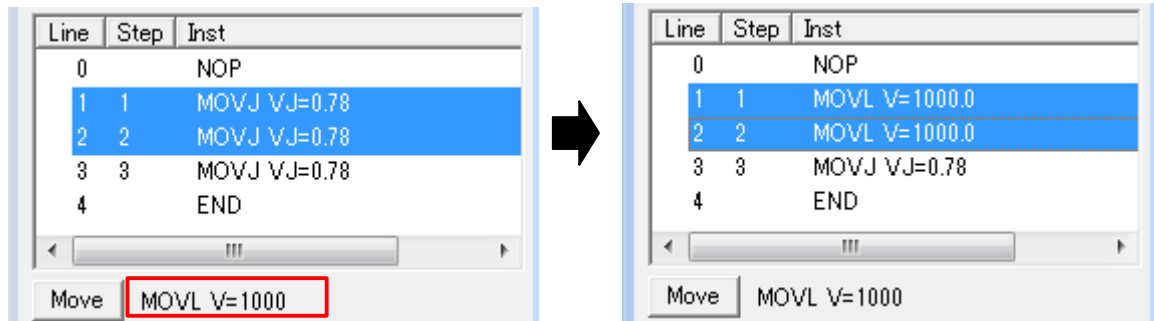 Line Step Inst
0 NOP
1 1 MOVJ VJ=0.78
2 2 MOVJ VJ=0.78
3 3 MOVJ VJ=0.78
4 END
Move MOVL V=1000
Line Step Inst
0 NOP
1 1 MOVL V=1000.0
2 2 MOVL V=1000.0
3 3 MOVJ VJ=0.78
4 END
Move MOVL V=1000